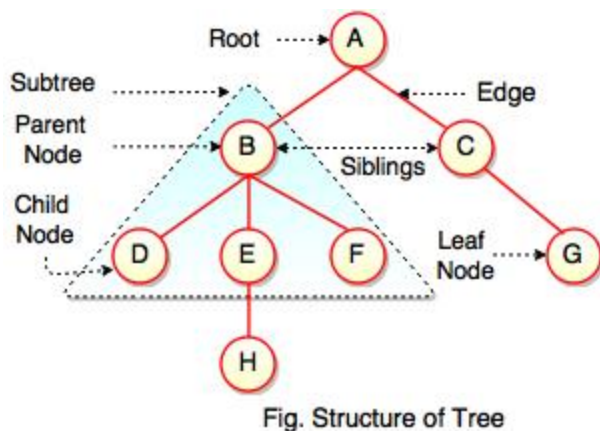 Root
A
Subtree
Edge
Parent
Node
B
Siblings
C
Child
Node
D
E
F
Leaf
Node
G
H
Fig. Structure of Tree